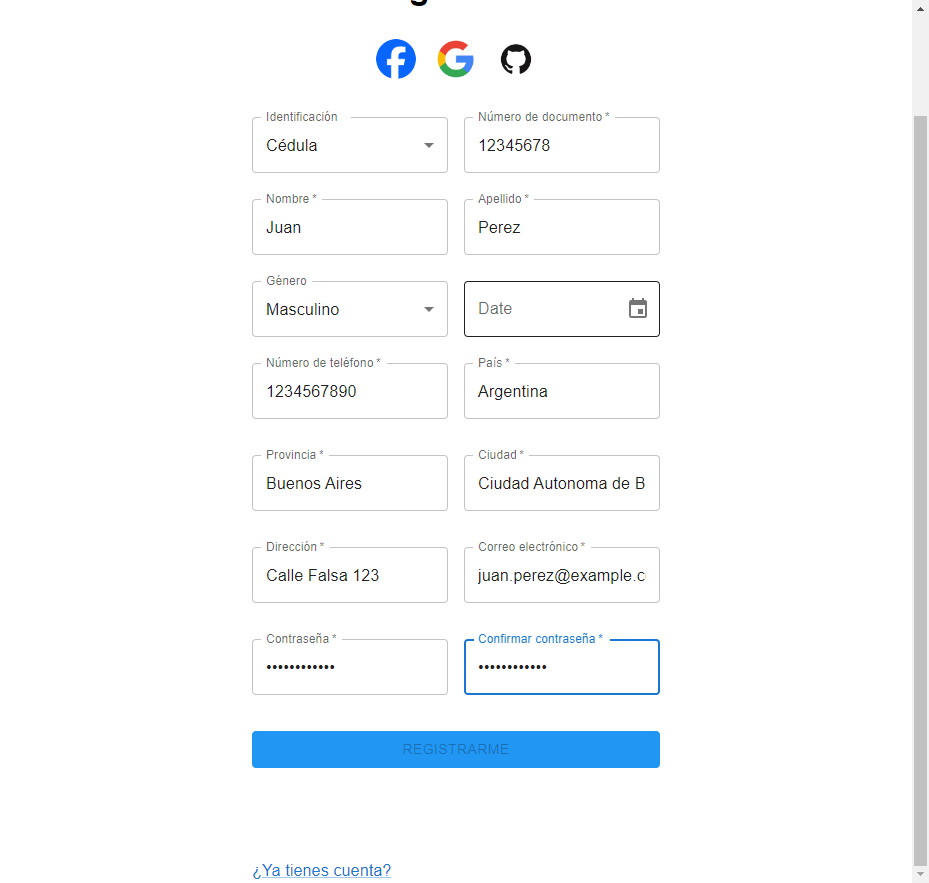 Identificación
Número de documento *
Cédula
12345678
Nombre *
Apellido *
Juan
Perez
Género
Masculino
Date
Número de teléfono *
País *
1234567890
Argentina
Provincia *
Ciudad *
Buenos Aires
Ciudad Autonoma de B
Dirección *
Correo electrónico *
Calle Falsa 123
juan.perez@example.c
Contraseña *
Confirmar contraseña *
••••••••••••
••••••••••••
REGISTRARME
¿Ya tienes cuenta?